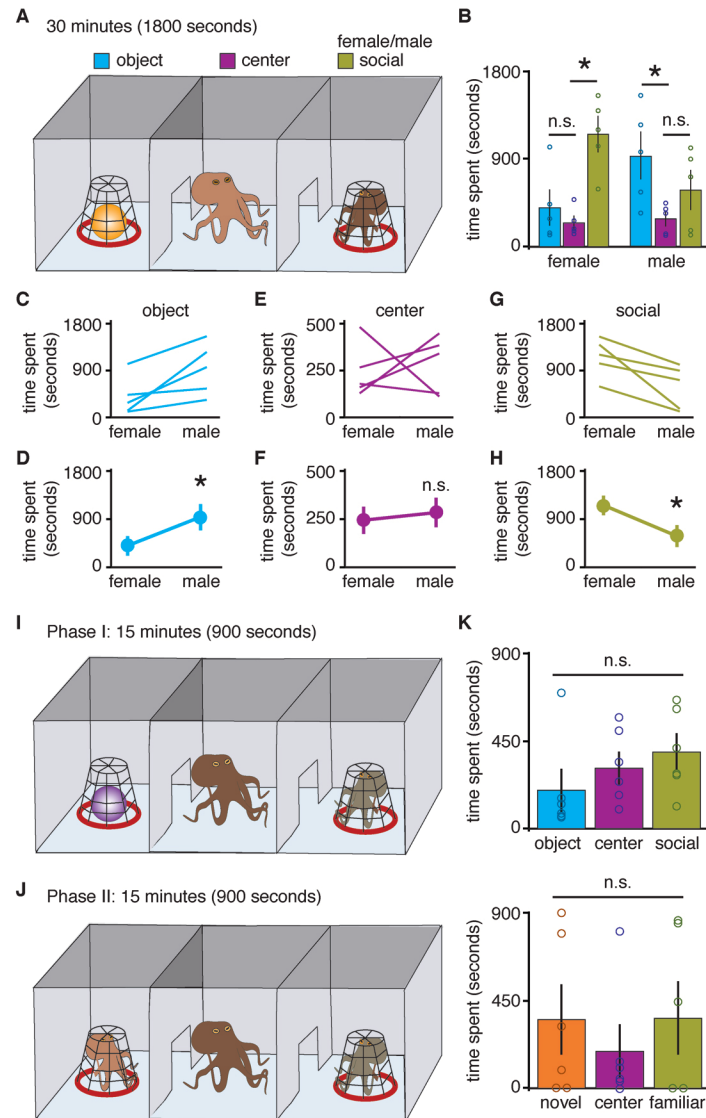 A
30 minutes (1800 seconds)
object
center
female/male
social
B
time spent (seconds)
1800
900
0
n.s.
*
*
n.s.
female
male
C
object
time spent
(seconds)
1800
900
0
female
male
E
center
time spent
(seconds)
500
250
0
female
male
G
social
time spent
(seconds)
1800
900
0
female
male
D
time spent
(seconds)
1800
900
0
*
female
male
F
time spent
(seconds)
500
250
0
n.s.
female
male
H
time spent
(seconds)
1800
900
0
*
female
male
I
Phase I: 15 minutes (900 seconds)
K
time spent (seconds)
900
450
0
n.s.
object
center
social
J
Phase II: 15 minutes (900 seconds)
time spent (seconds)
900
450
0
n.s.
novel
center
familiar